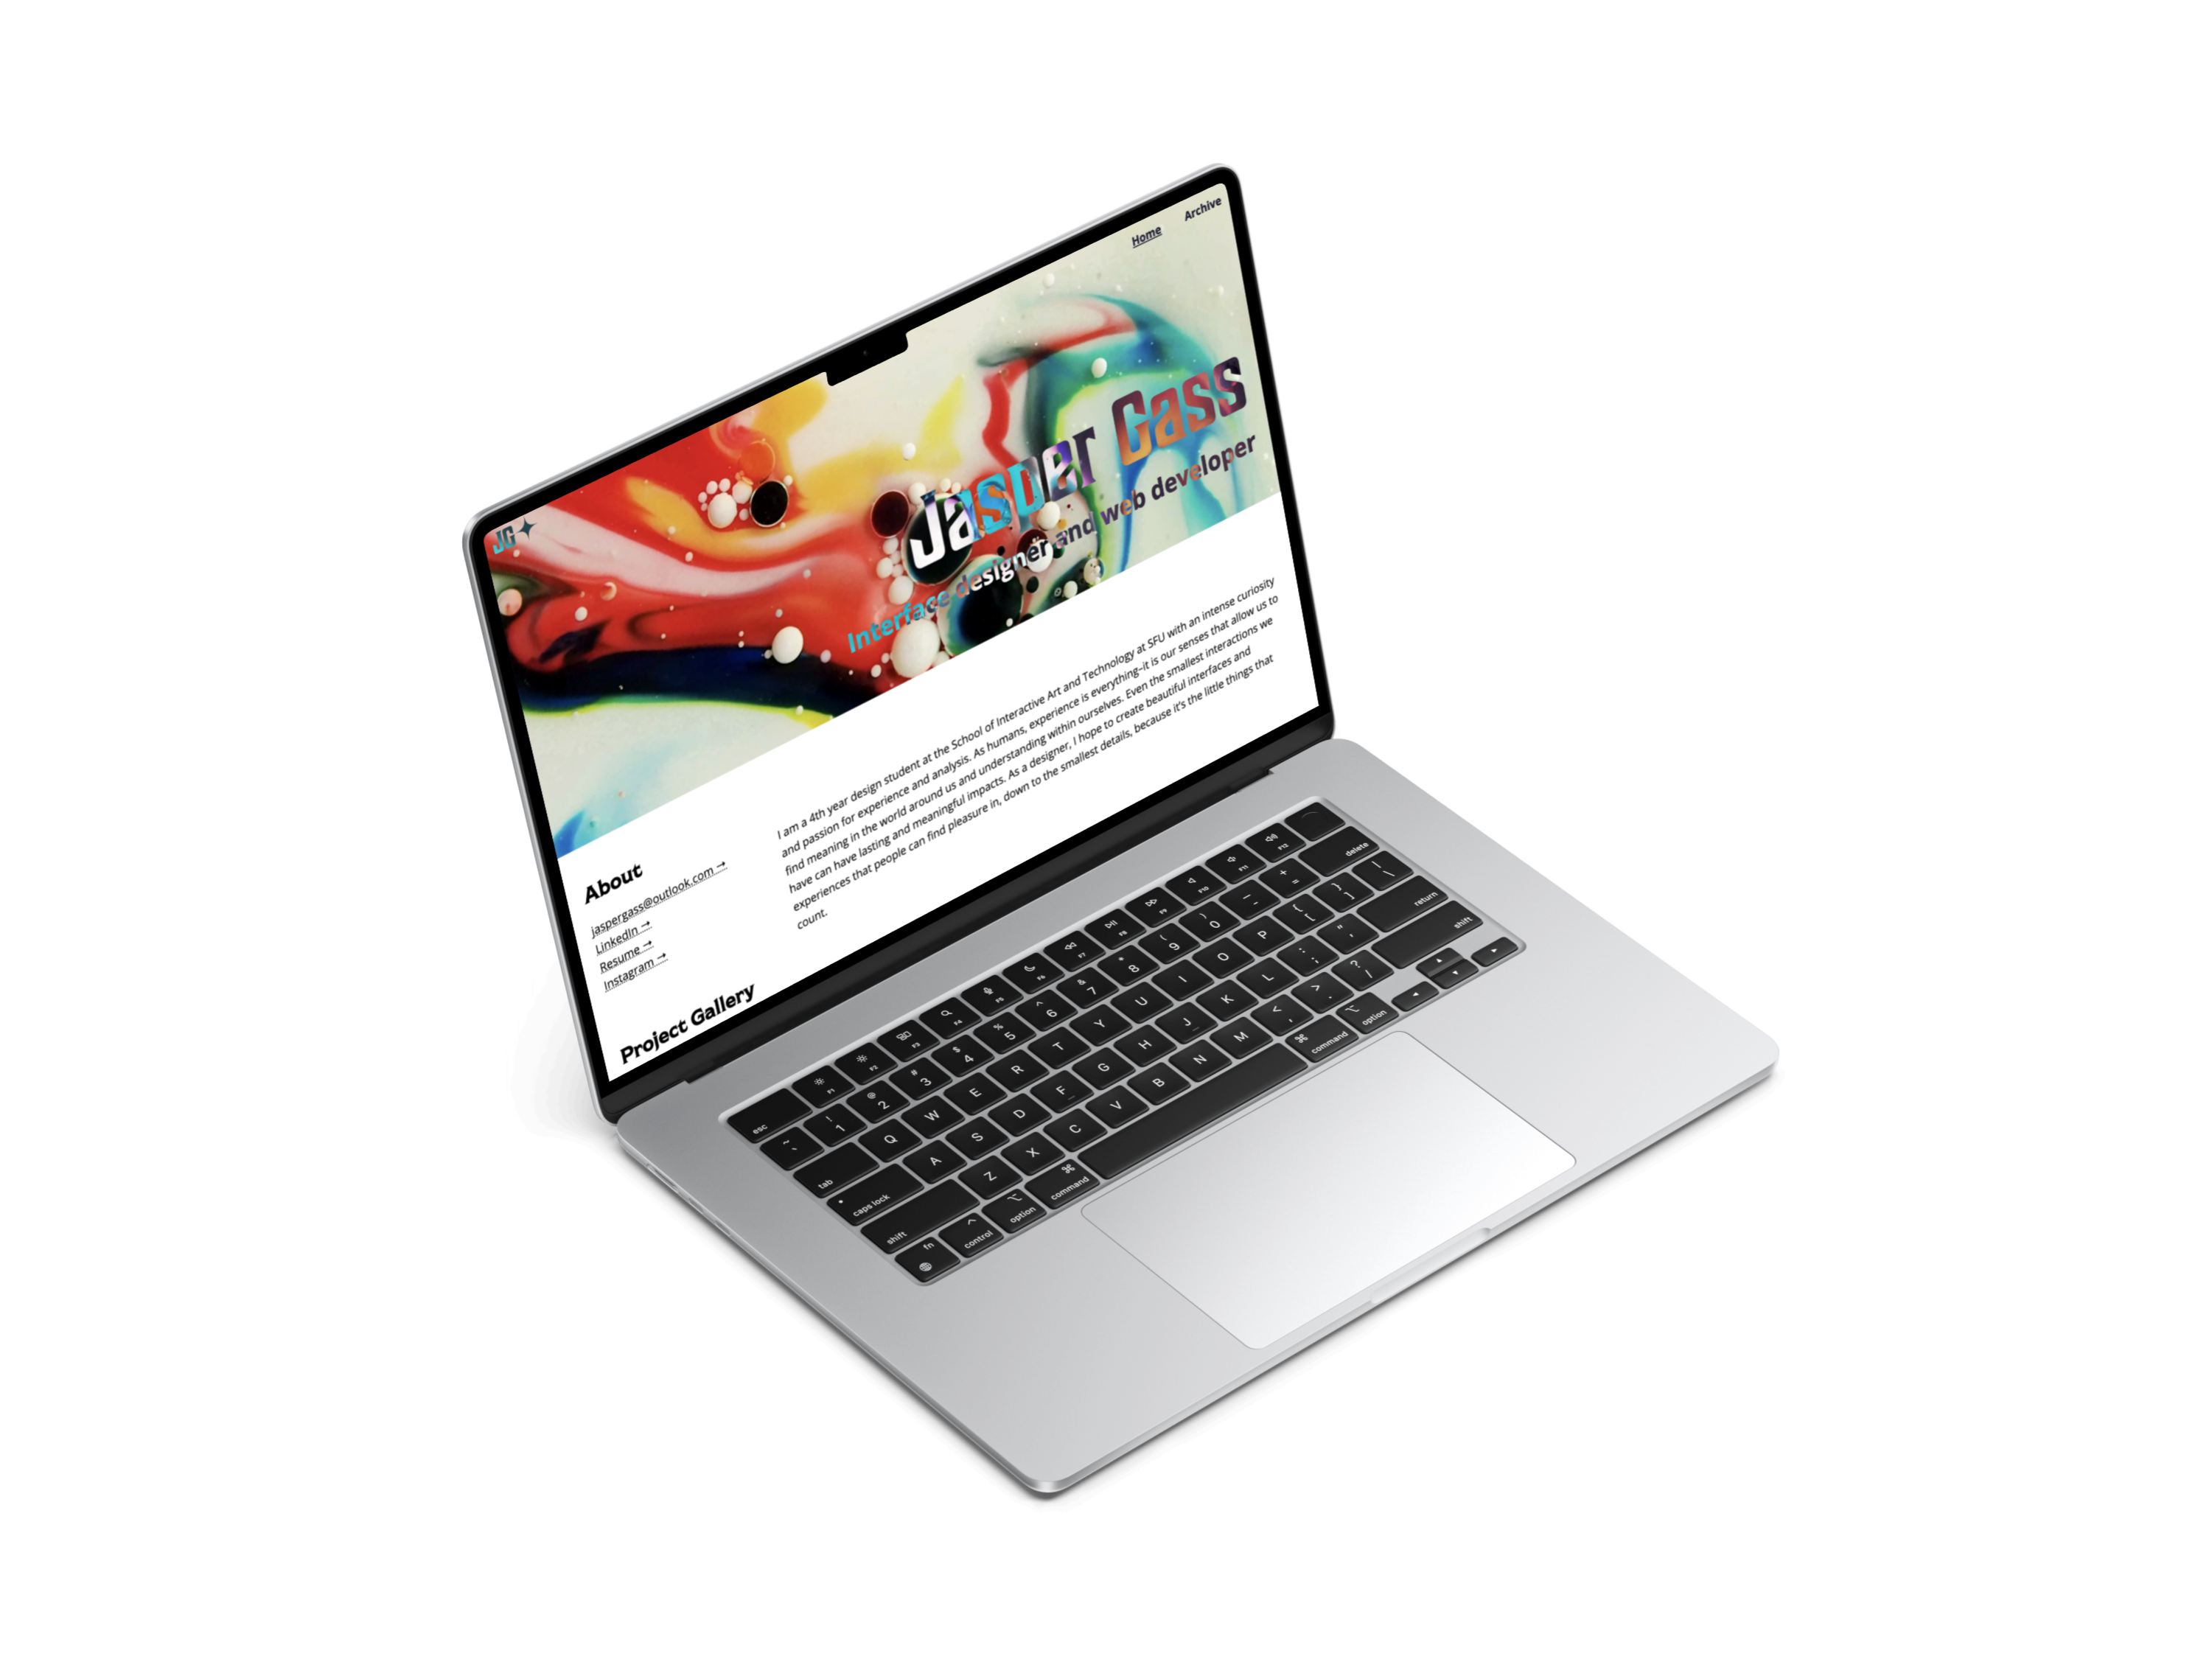 Home Archive
JG
Jasper Gass
Interface designer and web developer
About
jaspergass@outlook.com →
LinkedIn →
Resume →
Instagram →
I am a 4th year design student at the School of Interactive Art and Technology at SFU with an intense curiosity
and passion for experience and analysis. As humans, experience is everything–it is our senses that allow us to
find meaning in the world around us and understanding within ourselves. Even the smallest interactions we
have can have lasting and meaningful impacts. As a designer, I hope to create beautiful interfaces and
experiences that people can find pleasure in, down to the smallest details, because it's the little things that
count.
Project Gallery
esc F1 F2 F3 F4 F5 F6 F7 F8 F9 F10 F11 F12
~ ` ! 1 @ 2 # 3 $ 4 % 5 ^ 6 & 7 * 8 ( 9 ) 0 _ - + = delete
tab Q W E R T Y U I O P { [ } ] | \
caps lock A S D F G H J K L : ; " ' return
shift Z X C V B N M < , > . ? / shift
fn control option ⌘ command ⌘ command option